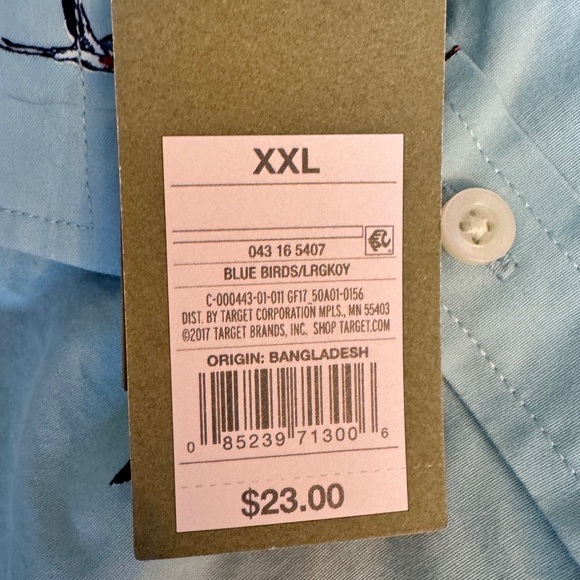 XXL
043 16 5407
BLUE BIRDS/LRGKOY
C-000443-01-011 GF17_50A01-0156
DIST. BY TARGET CORPORATION MPLS., MN 55403
©2017 TARGET BRANDS, INC. SHOP TARGET.COM
ORIGIN: BANGLADESH
0 85239 71300 6
$23.00